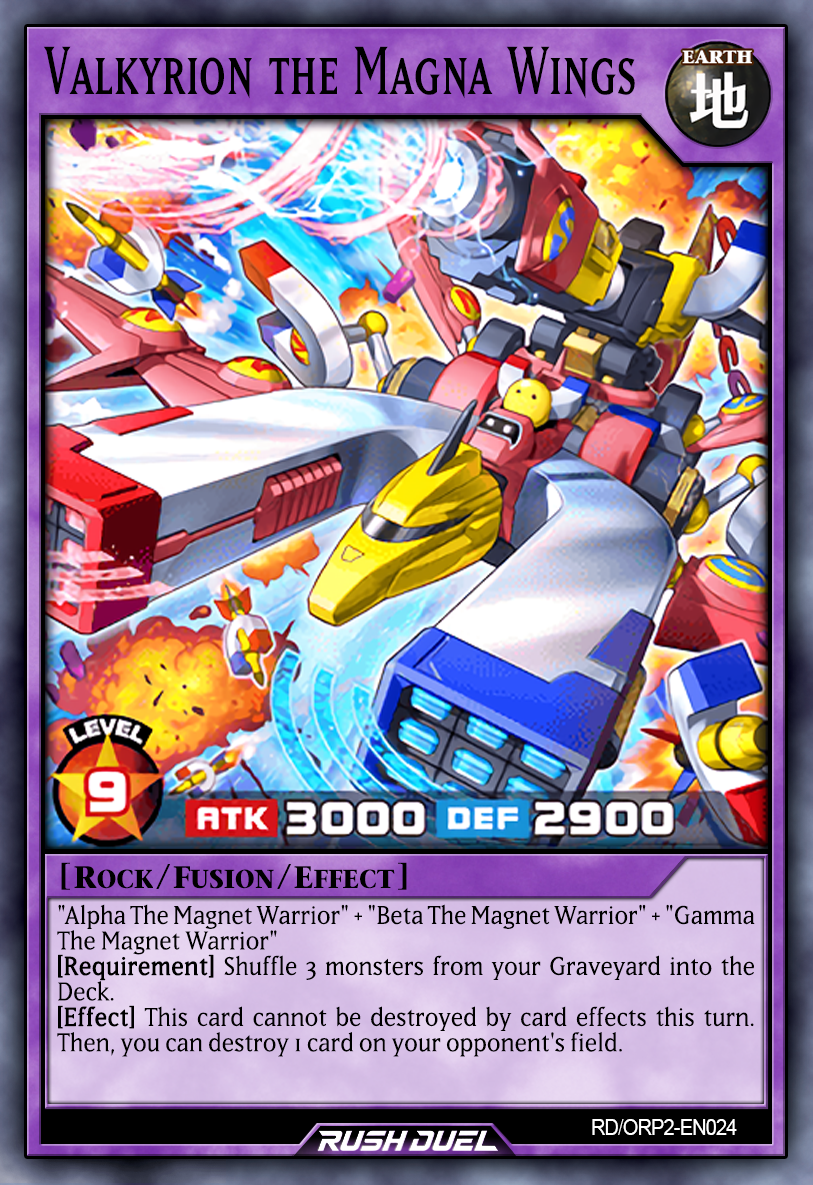 Valkyrion the Magna Wings
EARTH
地
LEVEL
9
ATK 3000 DEF 2900
[Rock/Fusion/Effect]
"Alpha The Magnet Warrior" + "Beta The Magnet Warrior" + "Gamma
The Magnet Warrior"
[Requirement] Shuffle 3 monsters from your Graveyard into the
Deck.
[Effect] This card cannot be destroyed by card effects this turn.
Then, you can destroy 1 card on your opponent's field.
RD/ORP2-EN024
RUSH DUEL